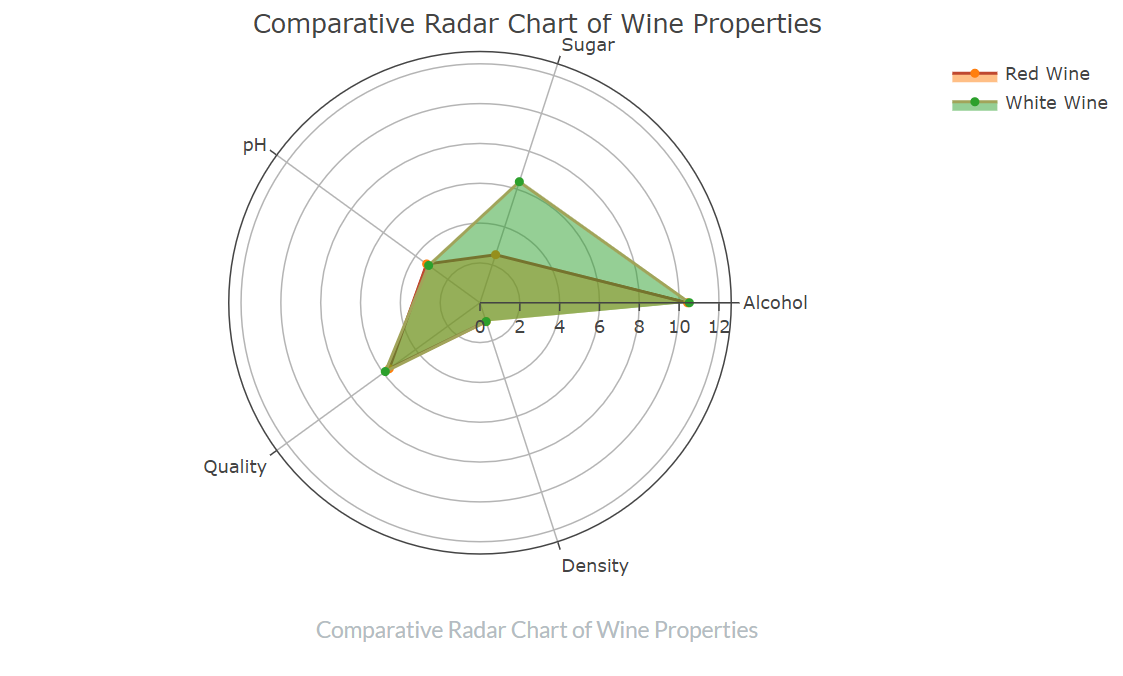 Comparative Radar Chart of Wine Properties
Sugar
Red Wine
White Wine
pH
Alcohol
0 2 4 6 8 10 12
Quality
Density
Comparative Radar Chart of Wine Properties